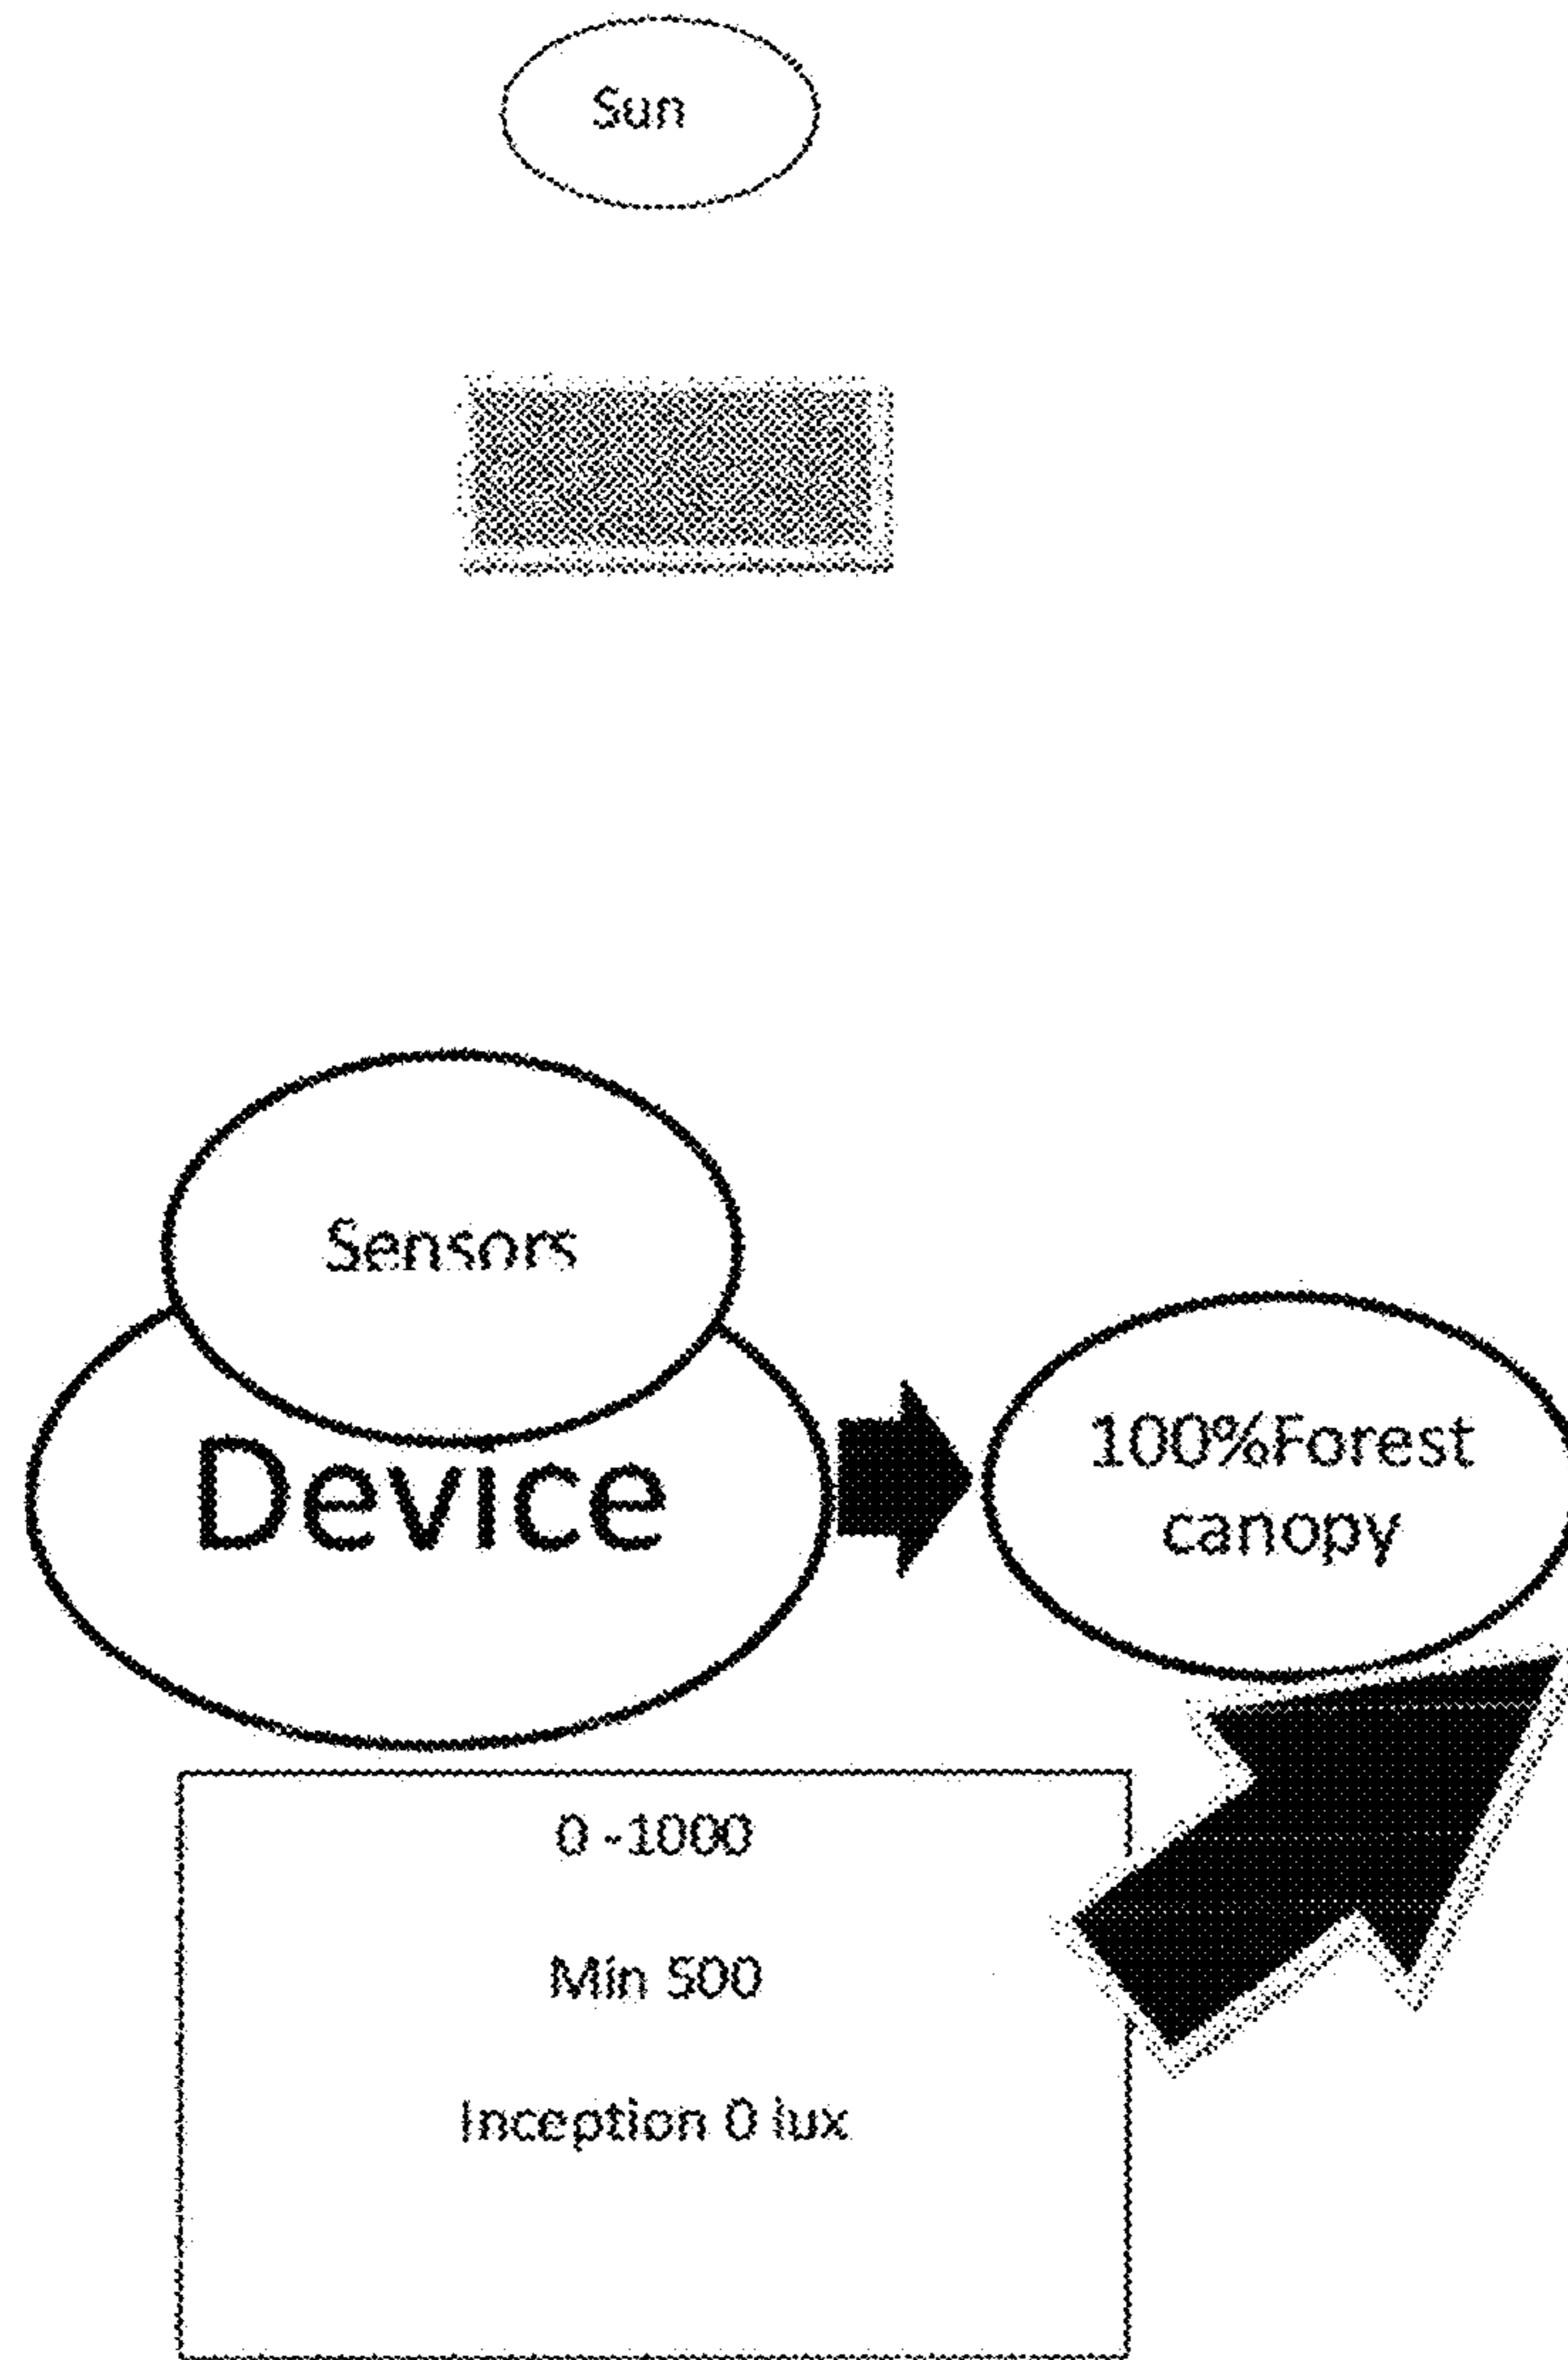 Sun
Sensors
Device
100%Forest
canopy
0 -1000
Min 500
Inception 0 lux